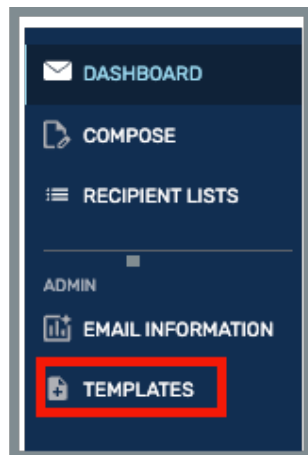 DASHBOARD
COMPOSE
RECIPIENT LISTS
ADMIN
EMAIL INFORMATION
TEMPLATES